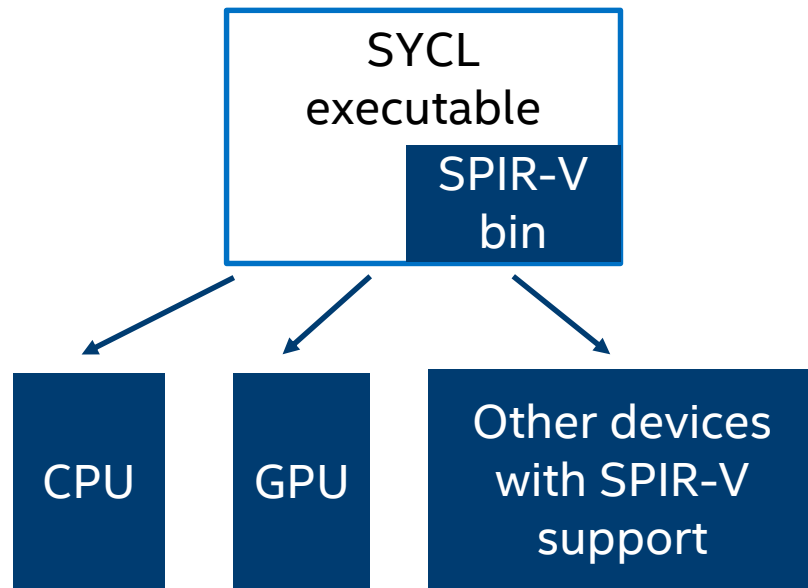 SYCL
executable
SPIR-V
bin
CPU
GPU
Other devices
with SPIR-V
support